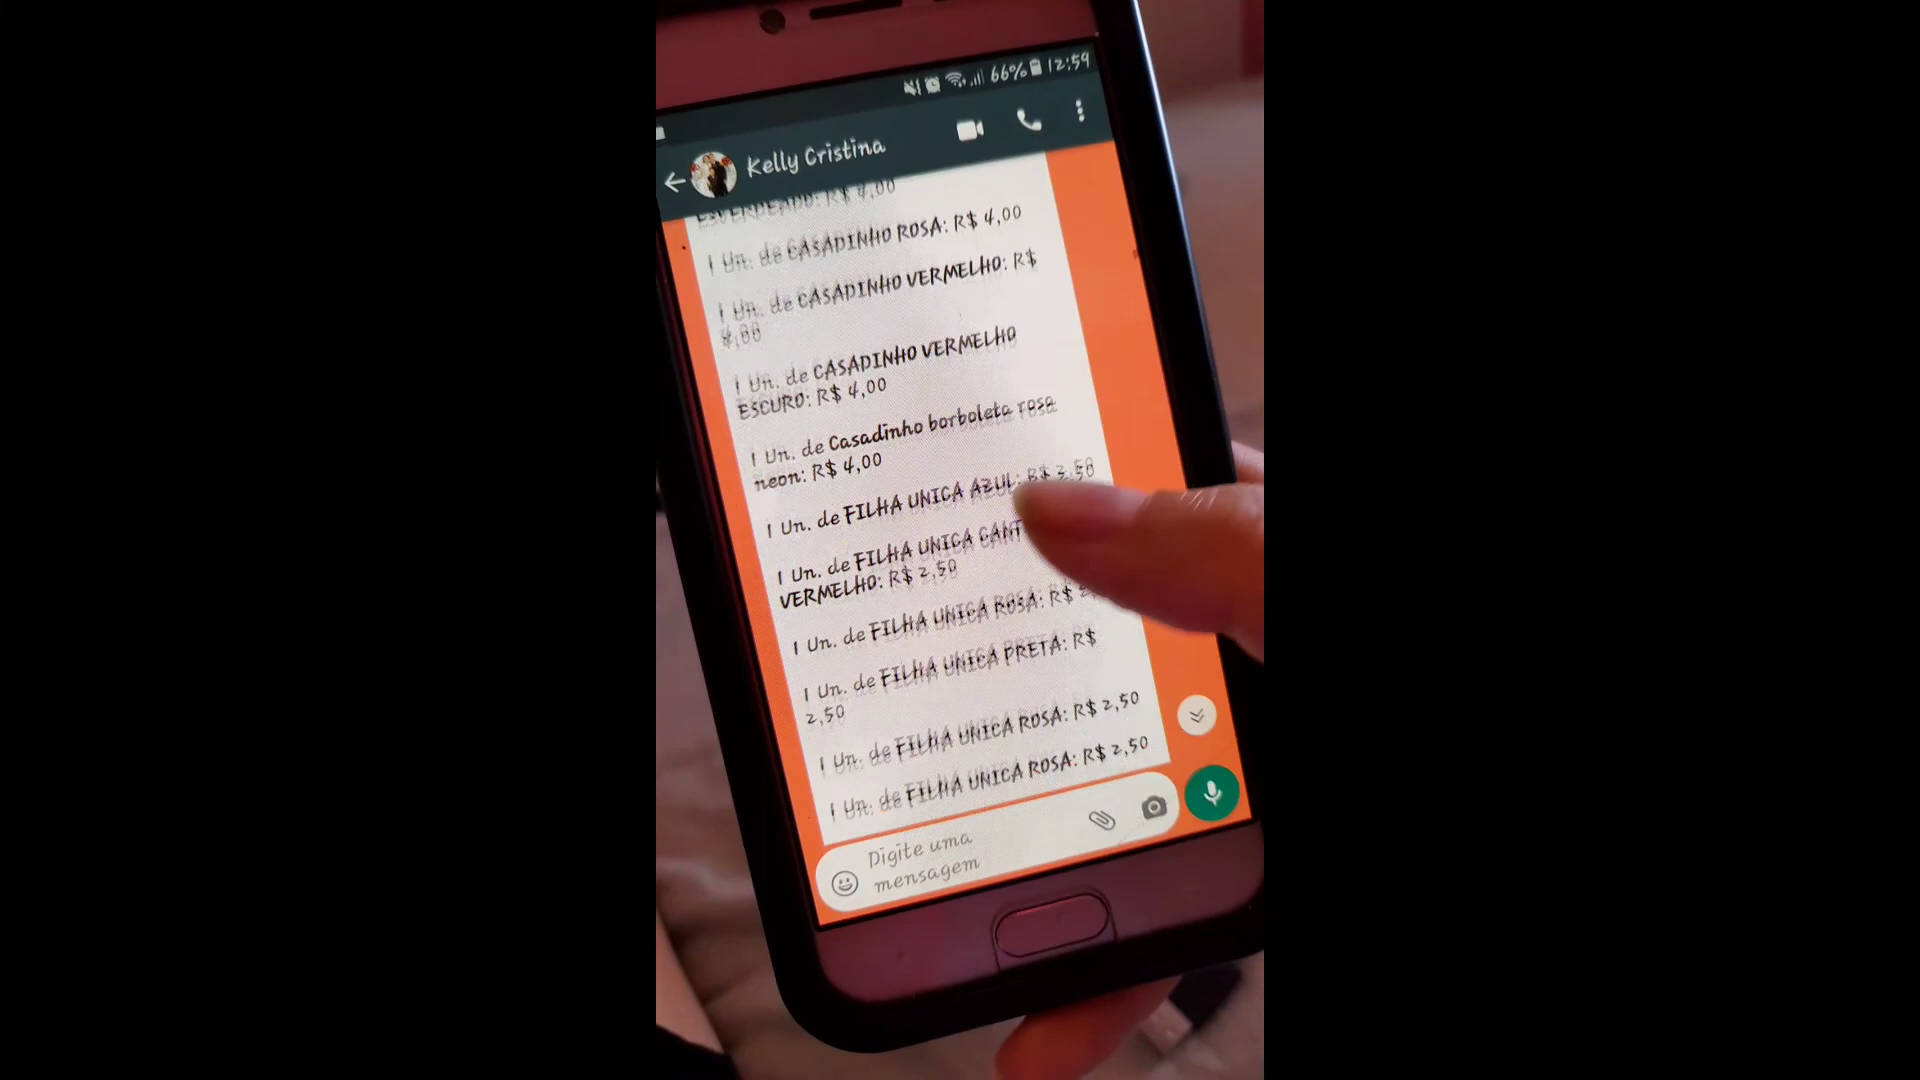 66% 12:59
Kelly Cristina
ESVERDEADO: R$ 4,00
1 Un. de CASADINHO ROSA: R$ 4,00
1 Un. de CASADINHO VERMELHO: R$
4,00
1 Un. de CASADINHO VERMELHO
ESCURO: R$ 4,00
1 Un. de Casadinho borboleta rosa
neon: R$ 4,00
1 Un. de FILHA UNICA AZUL: R$ 2,50
1 Un. de FILHA UNICA
VERMELHO: R$ 2,50
1 Un. de FILHA UNICA ROSA: R$
1 Un. de FILHA UNICA PRETA: R$
2,50
1 Un. de FILHA UNICA ROSA: R$ 2,50
1 Un. de FILHA UNICA ROSA: R$ 2,50
Digite uma
mensagem